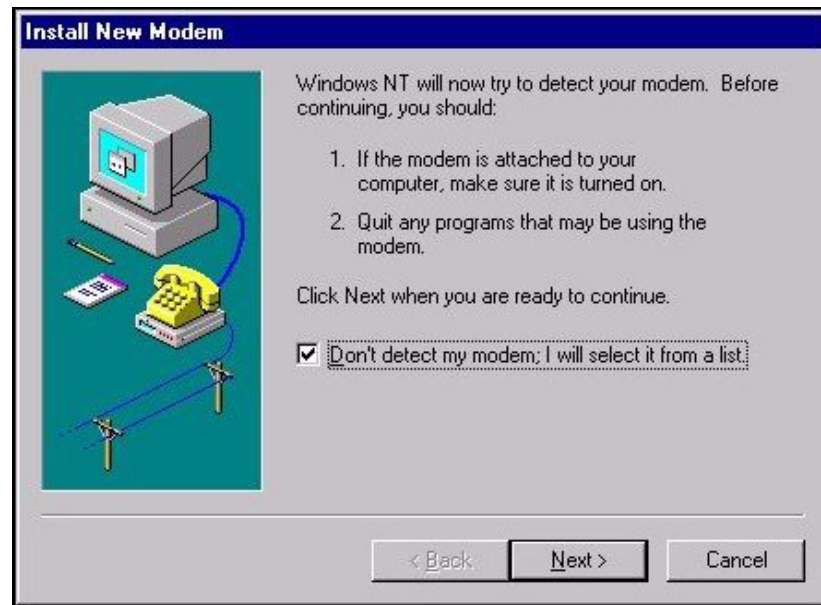 Install New Modem
Windows NT will now try to detect your modem. Before
continuing, you should:
1. If the modem is attached to your
computer, make sure it is turned on.
2. Quit any programs that may be using the
modem.
Click Next when you are ready to continue.
Don't detect my modem; I will select it from a list.
< Back
Next >
Cancel